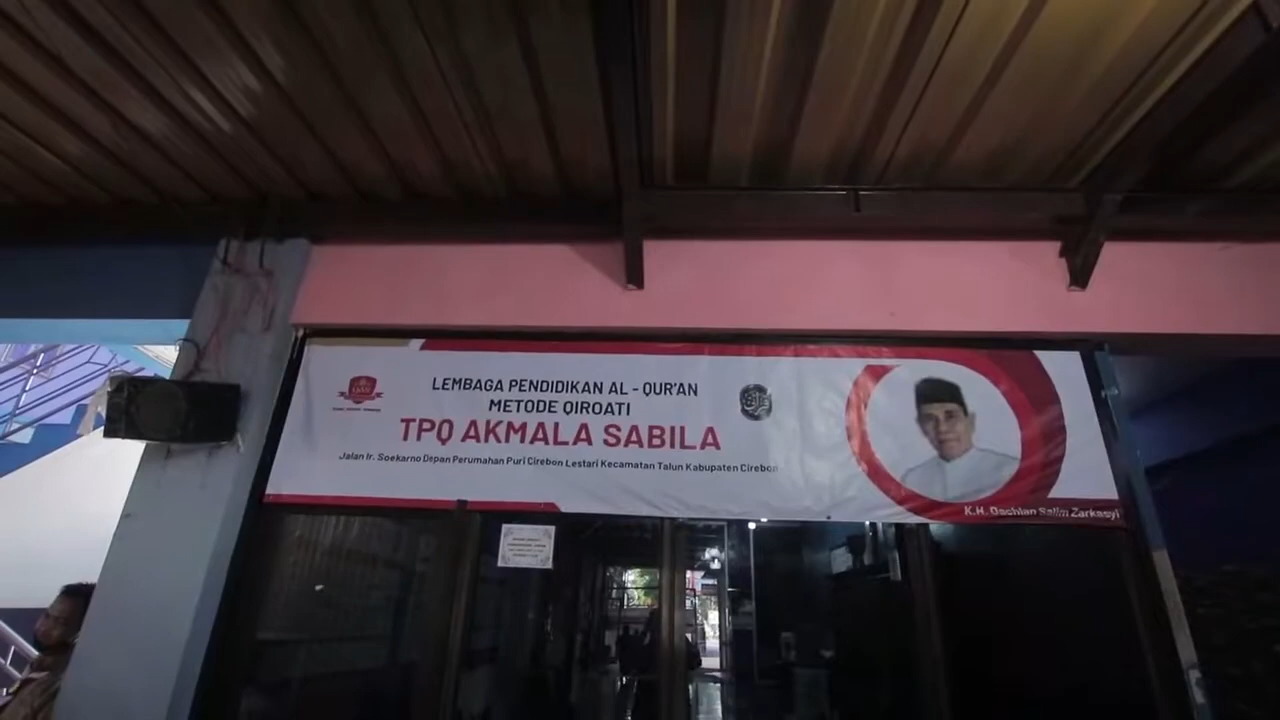 LEMBAGA PENDIDIKAN AL - QUR'AN
METODE QIROATI
TPQ AKMALA SABILA
Jalan Ir. Soekarno Depan Perumahan Puri Cirebon Lestari Kecamatan Talun Kabupaten Cirebon
K.H. Dachlan Salim Zarkasyi